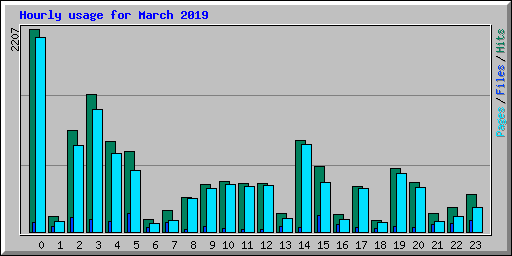 Hourly usage for March 2019
2207
Pages/Files/Hits
0 1 2 3 4 5 6 7 8 9 10 11 12 13 14 15 16 17 18 19 20 21 22 23